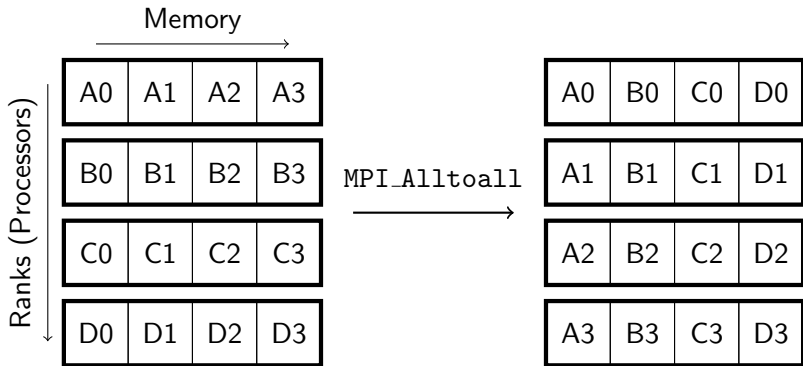 Memory
Ranks (Processors)
A0 A1 A2 A3
B0 B1 B2 B3
C0 C1 C2 C3
D0 D1 D2 D3
MPI_Alltoall
A0 B0 C0 D0
A1 B1 C1 D1
A2 B2 C2 D2
A3 B3 C3 D3